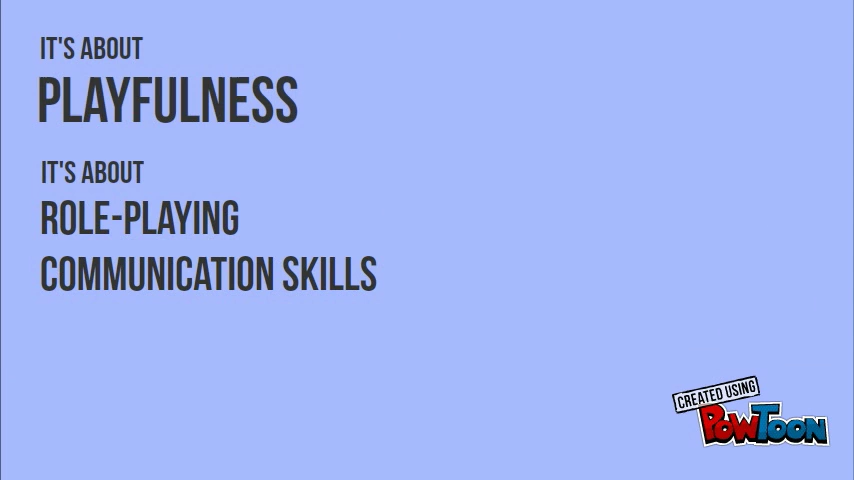 IT'S ABOUT
PLAYFULNESS
IT'S ABOUT
ROLE-PLAYING
COMMUNICATION SKILLS
CREATED USING
POWTOON